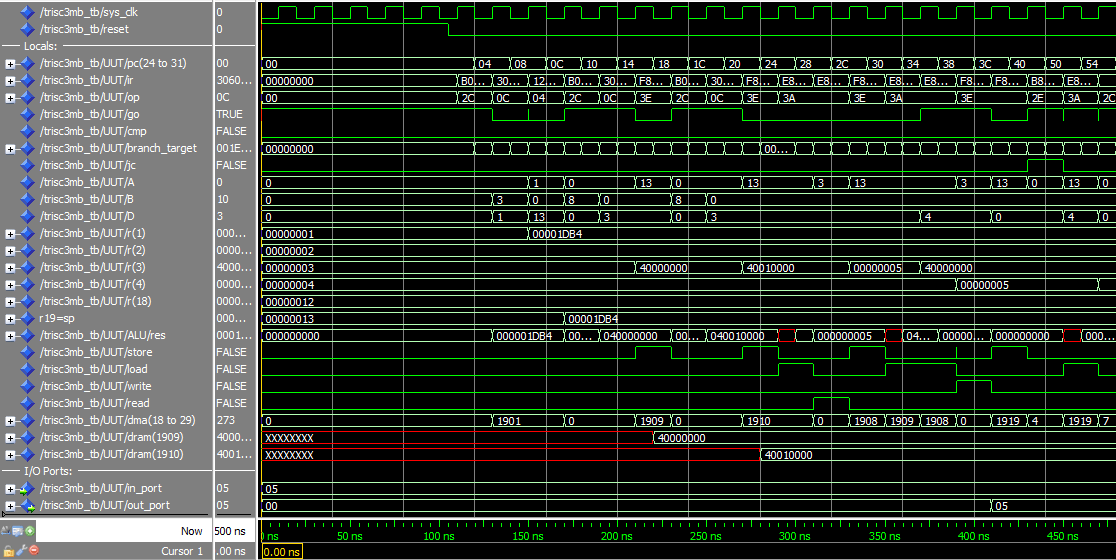 /trisc3mb_tb/sys_clk 0
/trisc3mb_tb/reset 0
Locals:
/trisc3mb_tb/UUT/pc(24 to 31) 00 00 04 08 0C 10 14 18 1C 20 24 28 2C 30 34 38 3C 40 50 54
/trisc3mb_tb/UUT/ir 3060... 00000000 B0... 30... 12... B0... 30... F8... B0... 30... F8... E8... F8... E8... F8... E8... E8... F8... F8... B8... E8...
/trisc3mb_tb/UUT/op 0C 00 2C 0C 04 2C 0C 3E 2C 0C 3E 3A 3E 3A 3E 2E 3A 2C
/trisc3mb_tb/UUT/go TRUE
/trisc3mb_tb/UUT/cmp FALSE
/trisc3mb_tb/UUT/branch_target 001E... 00000000 00...
/trisc3mb_tb/UUT/jc FALSE
/trisc3mb_tb/UUT/A 0 0 1 0 13 0 13 3 13 3 13 0 13 0
/trisc3mb_tb/UUT/B 10 0 3 0 8 0 8 0
/trisc3mb_tb/UUT/D 3 0 1 13 0 3 0 3 4 0 4 0
/trisc3mb_tb/UUT/r(1) 000... 00000001 00001DB4
/trisc3mb_tb/UUT/r(2) 0000... 00000002
/trisc3mb_tb/UUT/r(3) 4000... 00000003 40000000 40010000 00000005 40000000
/trisc3mb_tb/UUT/r(4) 0000... 00000004 00000005
/trisc3mb_tb/UUT/r(18) 0000... 00000012
r19=sp 000... 00000013 00001DB4
/trisc3mb_tb/UUT/ALU/res 0001... 000000000 000001DB4 00... 040000000 00... 040010000 000000005 04... 00000... 000000000 000...
/trisc3mb_tb/UUT/store FALSE
/trisc3mb_tb/UUT/load FALSE
/trisc3mb_tb/UUT/write FALSE
/trisc3mb_tb/UUT/read FALSE
/trisc3mb_tb/UUT/dma(18 to 29) 273 0 1901 0 1909 0 1910 0 1908 1909 1908 0 1919 4 1919 7
/trisc3mb_tb/UUT/dram(1909) 4000... XXXXXXXX 40000000
/trisc3mb_tb/UUT/dram(1910) 4001... XXXXXXXX 40010000
I/O Ports:
/trisc3mb_tb/UUT/in_port 05 05
/trisc3mb_tb/UUT/out_port 05 00 05
Now 500 ns ns 50 ns 100 ns 150 ns 200 ns 250 ns 300 ns 350 ns 400 ns 450 ns
Cursor 1 .00 ns 0.00 ns